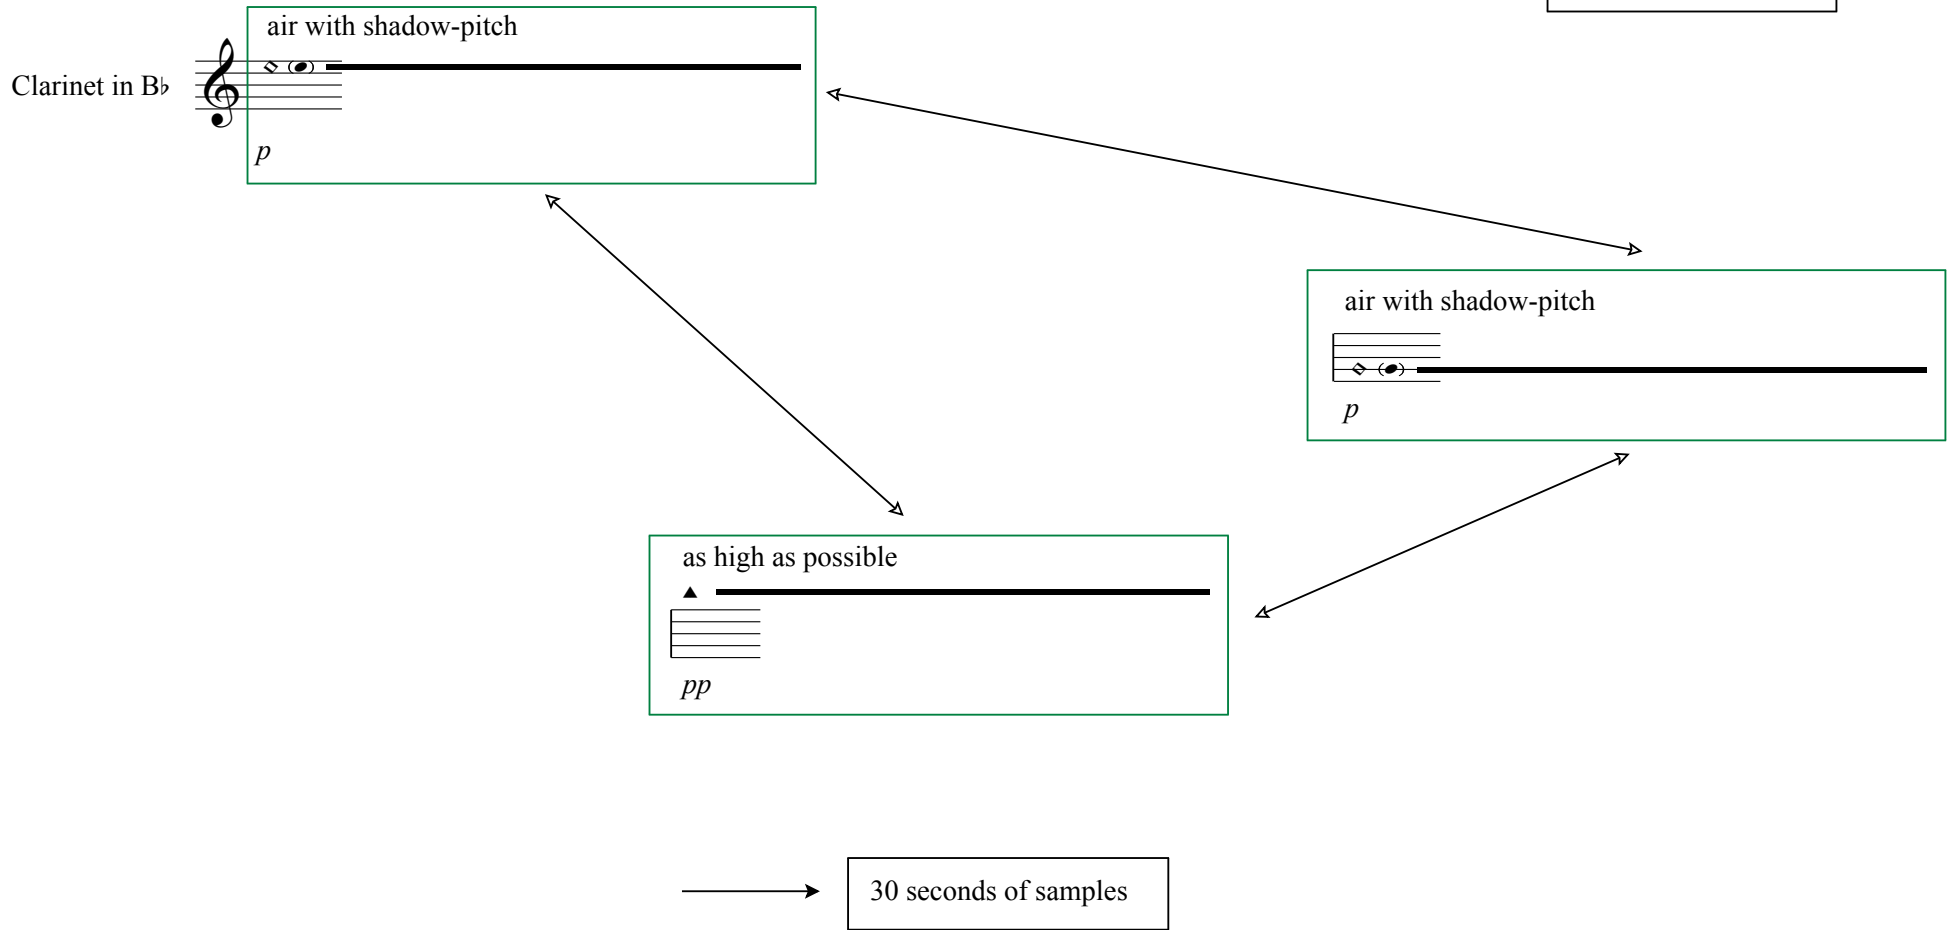 air with shadow-pitch
Clarinet in B♭
p
air with shadow-pitch
p
as high as possible
pp
30 seconds of samples